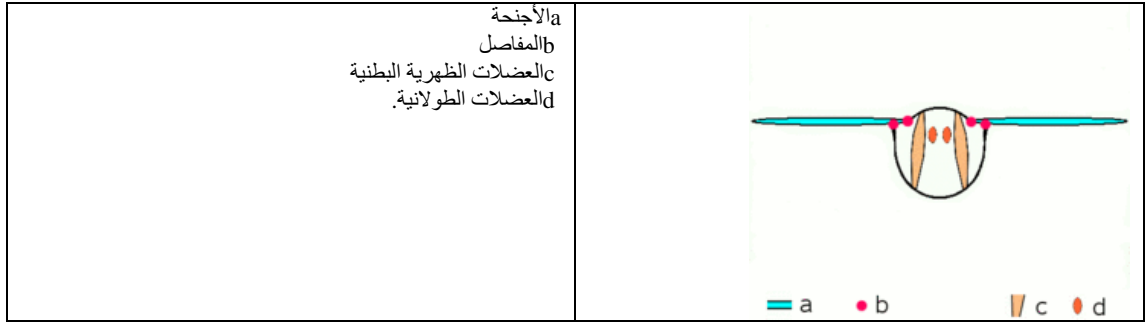 aالأجنحة
bالمفاصل
cالعضلات الظهرية البطنية
dالعضلات الطولانية.
a b c d